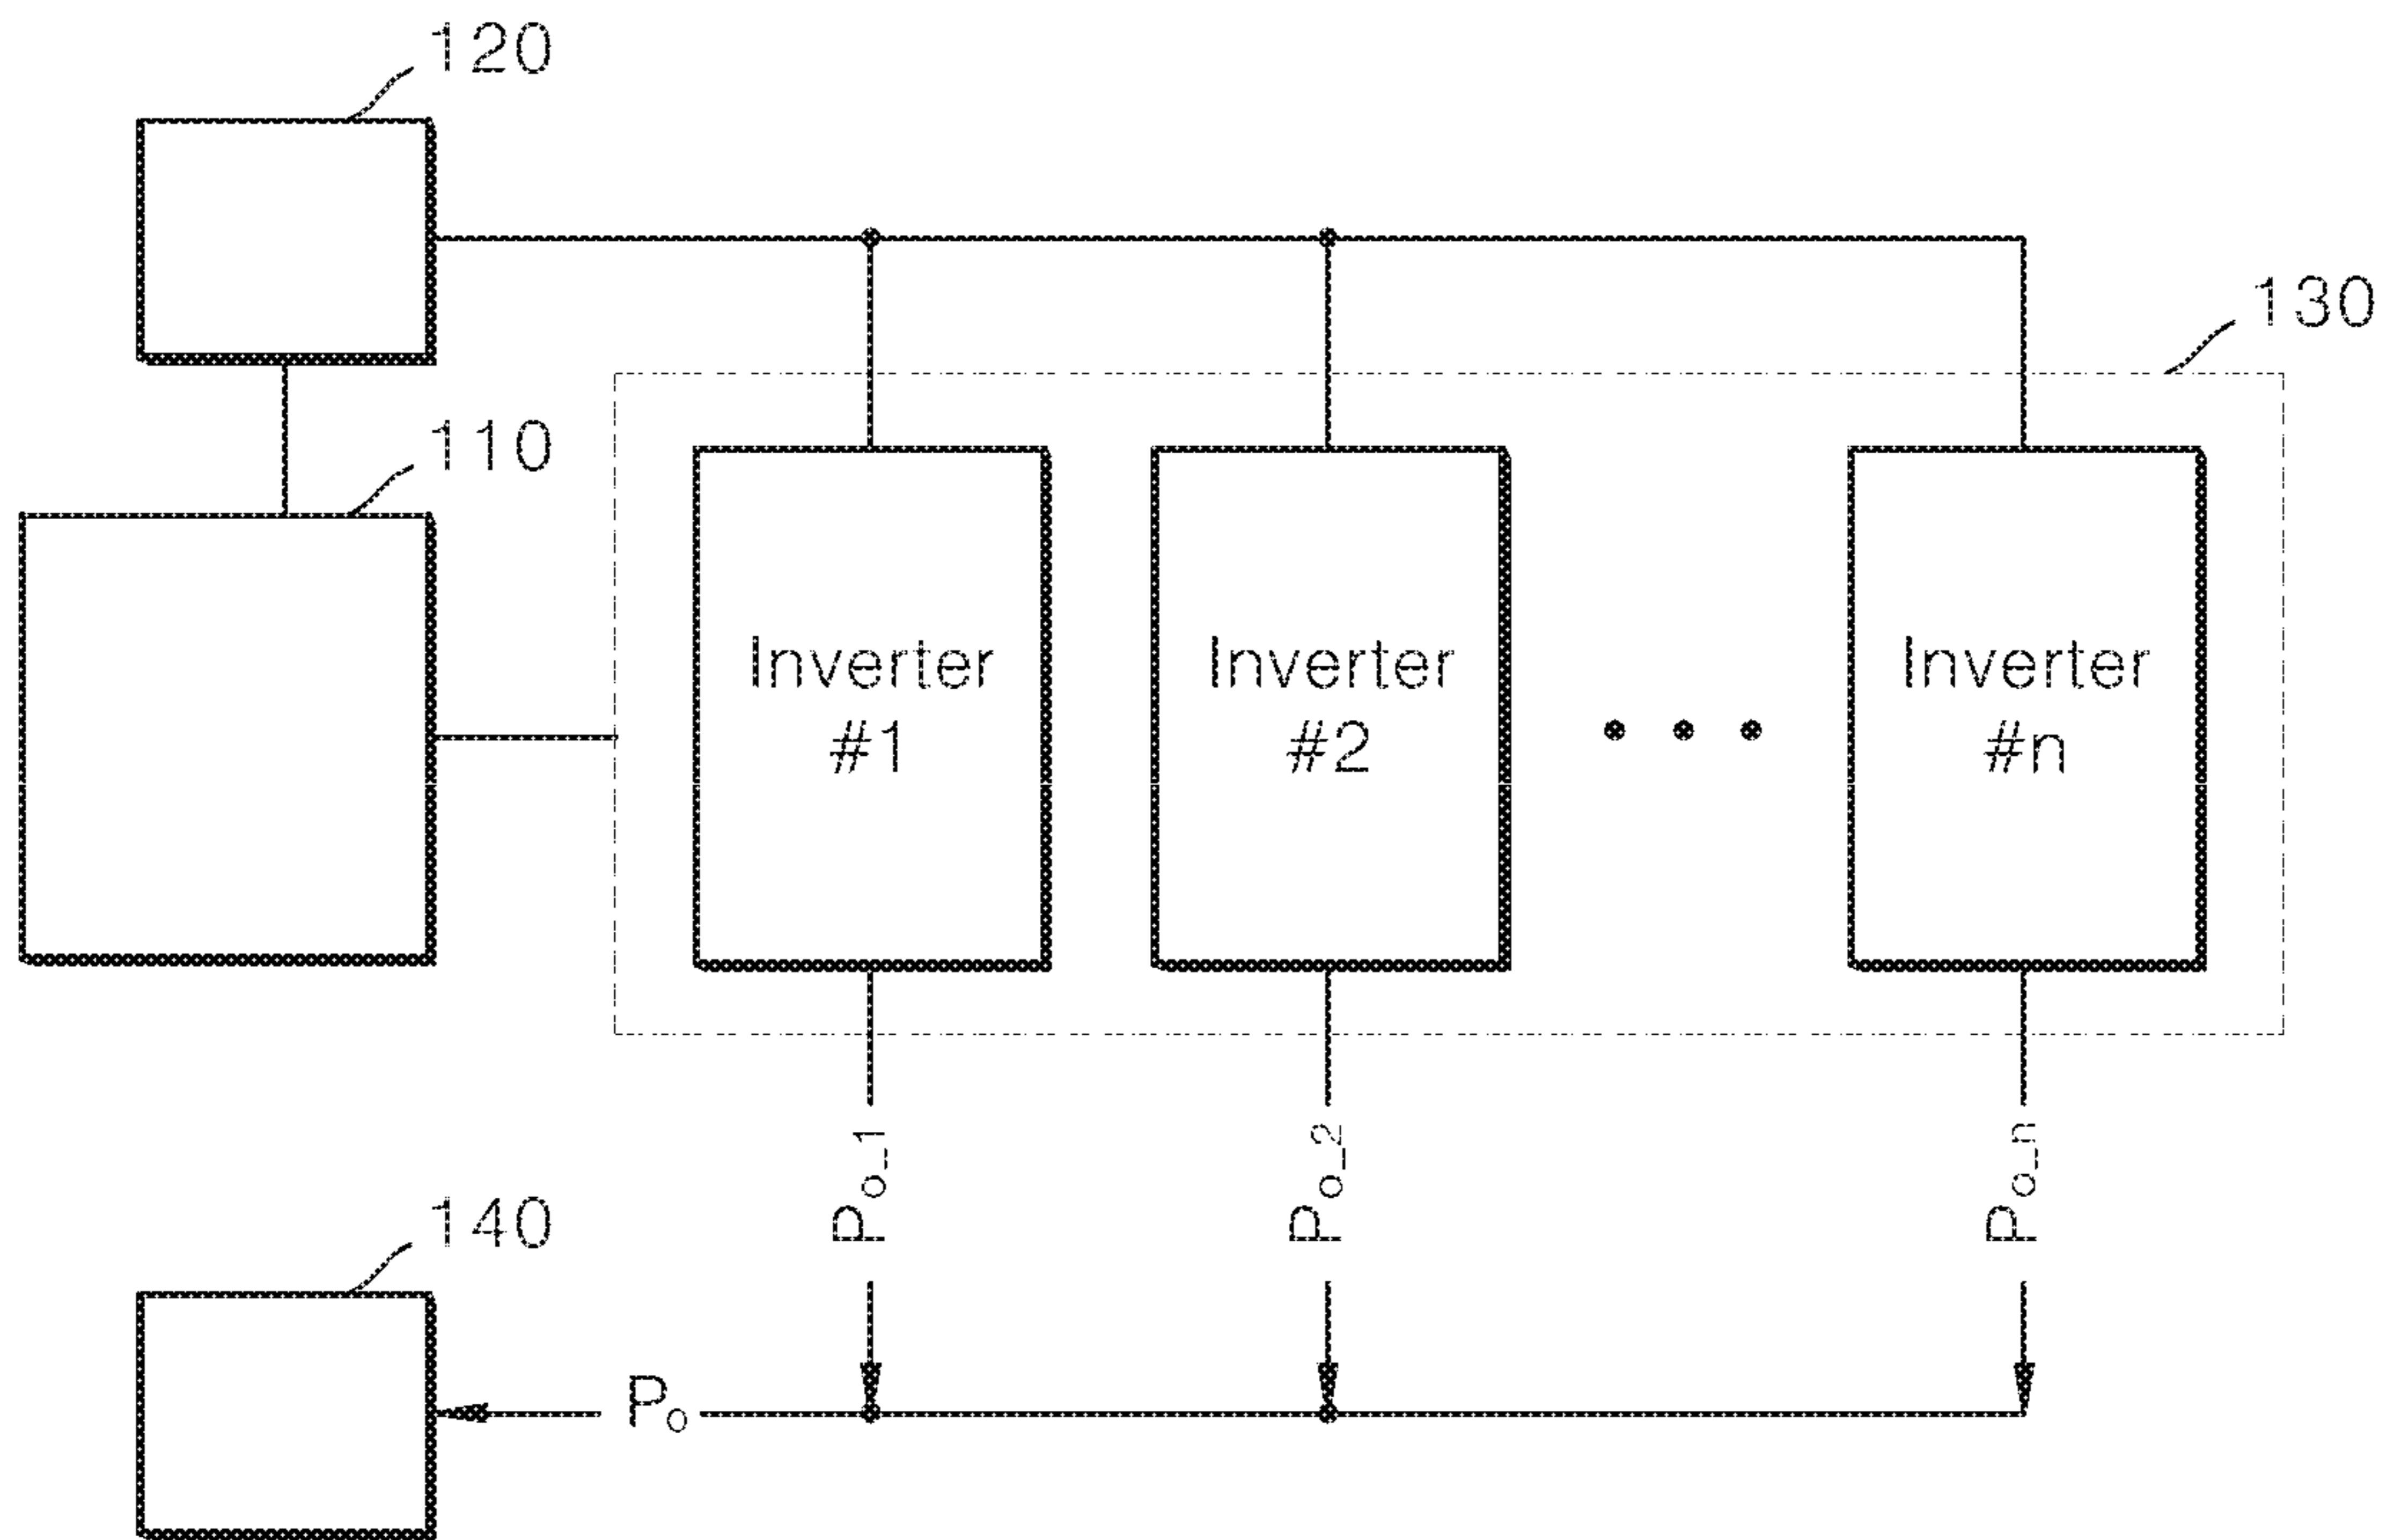 120
130
110
Inverter
#1
Inverter
#2
Inverter
#n
Po_1
Po_2
Po_n
140
Po